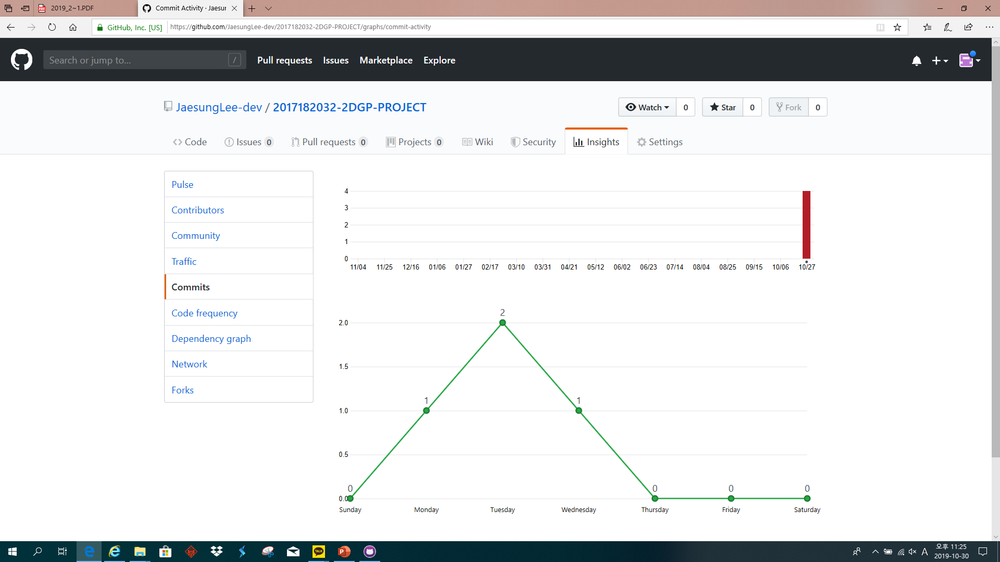 2019_2~1.PDF
Commit Activity · Jaesur
GitHub, Inc. [US]
https://github.com/JaesungLee-dev/2017182032-2DGP-PROJECT/graphs/commit-activity
Search or jump to...
/
Pull requests
Issues
Marketplace
Explore
JaesungLee-dev / 2017182032-2DGP-PROJECT
Watch 0
Star 0
Fork 0
Code
Issues 0
Pull requests 0
Projects 0
Wiki
Security
Insights
Settings
Pulse
Contributors
Community
Traffic
Commits
Code frequency
Dependency graph
Network
Forks
4
3
2
1
0
11/04 11/25 12/16 01/06 01/27 02/17 03/10 03/31 04/21 05/12 06/02 06/23 07/14 08/04 08/25 09/15 10/06 10/27
2
2.0
1.5
1 1
1.0
0.5
0 0 0 0
0.0
Sunday Monday Tuesday Wednesday Thursday Friday Saturday
TALK
A
오후 11:25
2019-10-30